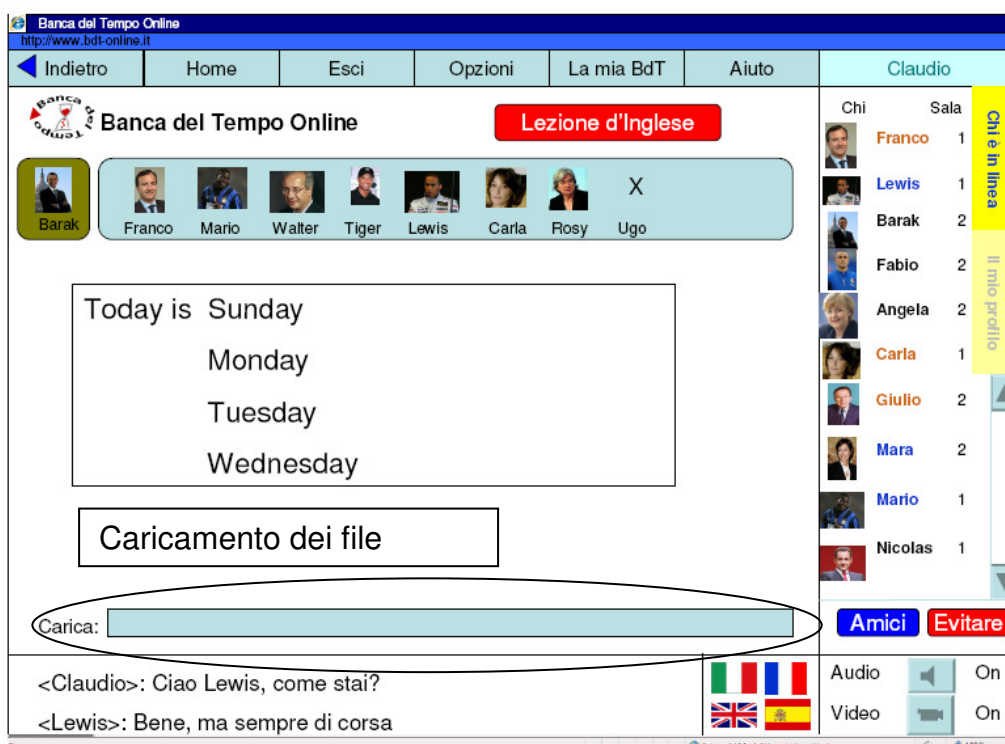 Banca del Tempo Online
http://www.bdt-online.it
Indietro Home Esci Opzioni La mia BdT Aiuto Claudio
Banca del Tempo
Banca del Tempo Online
Lezione d'Inglese
Barak Franco Mario Walter Tiger Lewis Carla Rosy X Ugo
Today is Sunday
Monday
Tuesday
Wednesday
Caricamento dei file
Carica:
<Claudio>: Ciao Lewis, come stai?
<Lewis>: Bene, ma sempre di corsa
Chi Sala
Franco 1
Lewis 1
Barak 2
Fabio 2
Angela 2
Carla 1
Giulio 2
Mara 2
Mario 1
Nicolas 1
Chi è in linea
Il mio profilo
Amici Evitare
Audio On
Video On